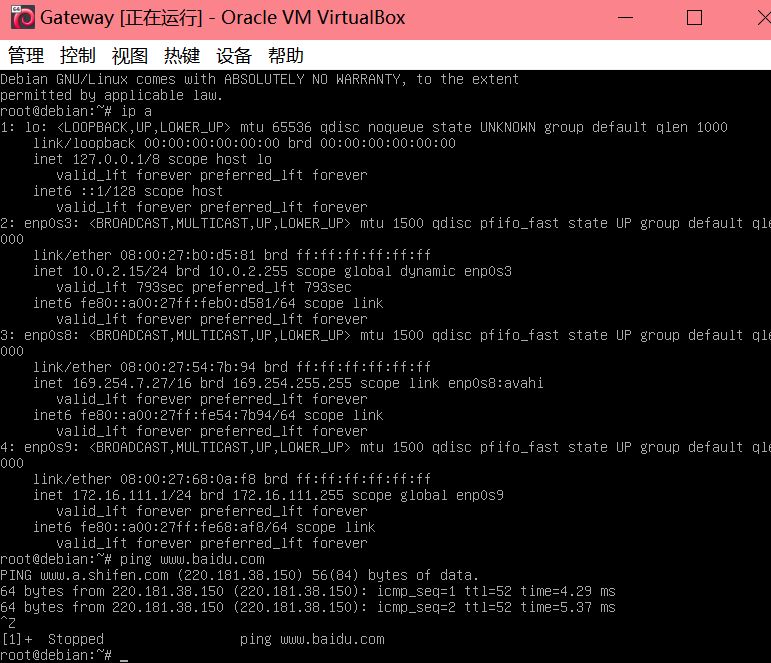 Gateway [正在运行] - Oracle VM VirtualBox
管理 控制 视图 热键 设备 帮助
Debian GNU/Linux comes with ABSOLUTELY NO WARRANTY, to the extent
permitted by applicable law.
root@debian:~# ip a
1: lo: <LOOPBACK,UP,LOWER_UP> mtu 65536 qdisc noqueue state UNKNOWN group default qlen 1000
    link/loopback 00:00:00:00:00:00 brd 00:00:00:00:00:00
    inet 127.0.0.1/8 scope host lo
       valid_lft forever preferred_lft forever
    inet6 ::1/128 scope host
       valid_lft forever preferred_lft forever
2: enp0s3: <BROADCAST,MULTICAST,UP,LOWER_UP> mtu 1500 qdisc pfifo_fast state UP group default qle
000
    link/ether 08:00:27:b0:d5:81 brd ff:ff:ff:ff:ff:ff
    inet 10.0.2.15/24 brd 10.0.2.255 scope global dynamic enp0s3
       valid_lft 793sec preferred_lft 793sec
    inet6 fe80::a00:27ff:feb0:d581/64 scope link
       valid_lft forever preferred_lft forever
3: enp0s8: <BROADCAST,MULTICAST,UP,LOWER_UP> mtu 1500 qdisc pfifo_fast state UP group default qle
000
    link/ether 08:00:27:54:7b:94 brd ff:ff:ff:ff:ff:ff
    inet 169.254.7.27/16 brd 169.254.255.255 scope link enp0s8:avahi
       valid_lft forever preferred_lft forever
    inet6 fe80::a00:27ff:fe54:7b94/64 scope link
       valid_lft forever preferred_lft forever
4: enp0s9: <BROADCAST,MULTICAST,UP,LOWER_UP> mtu 1500 qdisc pfifo_fast state UP group default qle
000
    link/ether 08:00:27:68:0a:f8 brd ff:ff:ff:ff:ff:ff
    inet 172.16.111.1/24 brd 172.16.111.255 scope global enp0s9
       valid_lft forever preferred_lft forever
    inet6 fe80::a00:27ff:fe68:af8/64 scope link
       valid_lft forever preferred_lft forever
root@debian:~# ping www.baidu.com
PING www.a.shifen.com (220.181.38.150) 56(84) bytes of data.
64 bytes from 220.181.38.150 (220.181.38.150): icmp_seq=1 ttl=52 time=4.29 ms
64 bytes from 220.181.38.150 (220.181.38.150): icmp_seq=2 ttl=52 time=5.37 ms
^Z
[1]+  Stopped                 ping www.baidu.com
root@debian:~# _